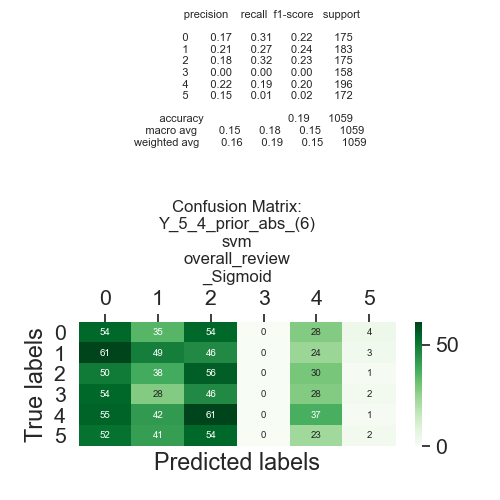 precision recall f1-score support
0 0.17 0.31 0.22 175
1 0.21 0.27 0.24 183
2 0.18 0.32 0.23 175
3 0.00 0.00 0.00 158
4 0.22 0.19 0.20 196
5 0.15 0.01 0.02 172
accuracy 0.19 1059
macro avg 0.15 0.18 0.15 1059
weighted avg 0.16 0.19 0.15 1059
Confusion Matrix:
Y_5_4_prior_abs_(6)
svm
overall_review
_Sigmoid
0 1 2 3 4 5
0 54 35 54 0 28 4
1 61 49 46 0 24 3
2 50 38 56 0 30 1
3 54 28 46 0 28 2
4 55 42 61 0 37 1
5 52 41 54 0 23 2
True labels
Predicted labels
50
0